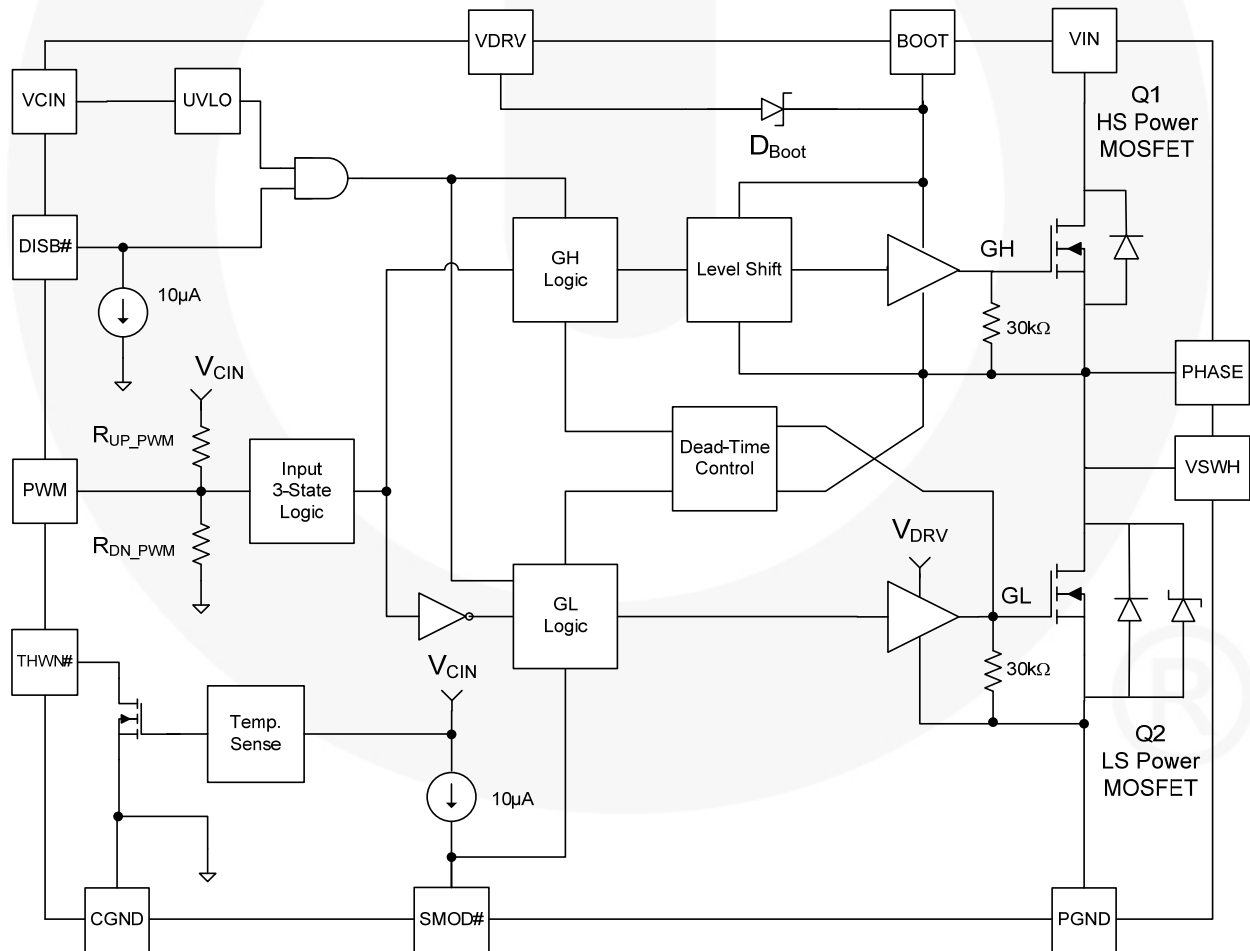 VDRV
BOOT
VIN
VCIN
UVLO
Q1
HS Power
MOSFET
DBoot
DISB#
GH
Logic
Level Shift
GH
10µA
30kΩ
VCIN
PHASE
RUP_PWM
Dead-Time
Control
Input
3-State
Logic
VSWH
PWM
RDN_PWM
VDRV
GL
Logic
GL
THWN#
VCIN
30kΩ
Temp.
Sense
Q2
LS Power
MOSFET
10µA
CGND
SMOD#
PGND
®